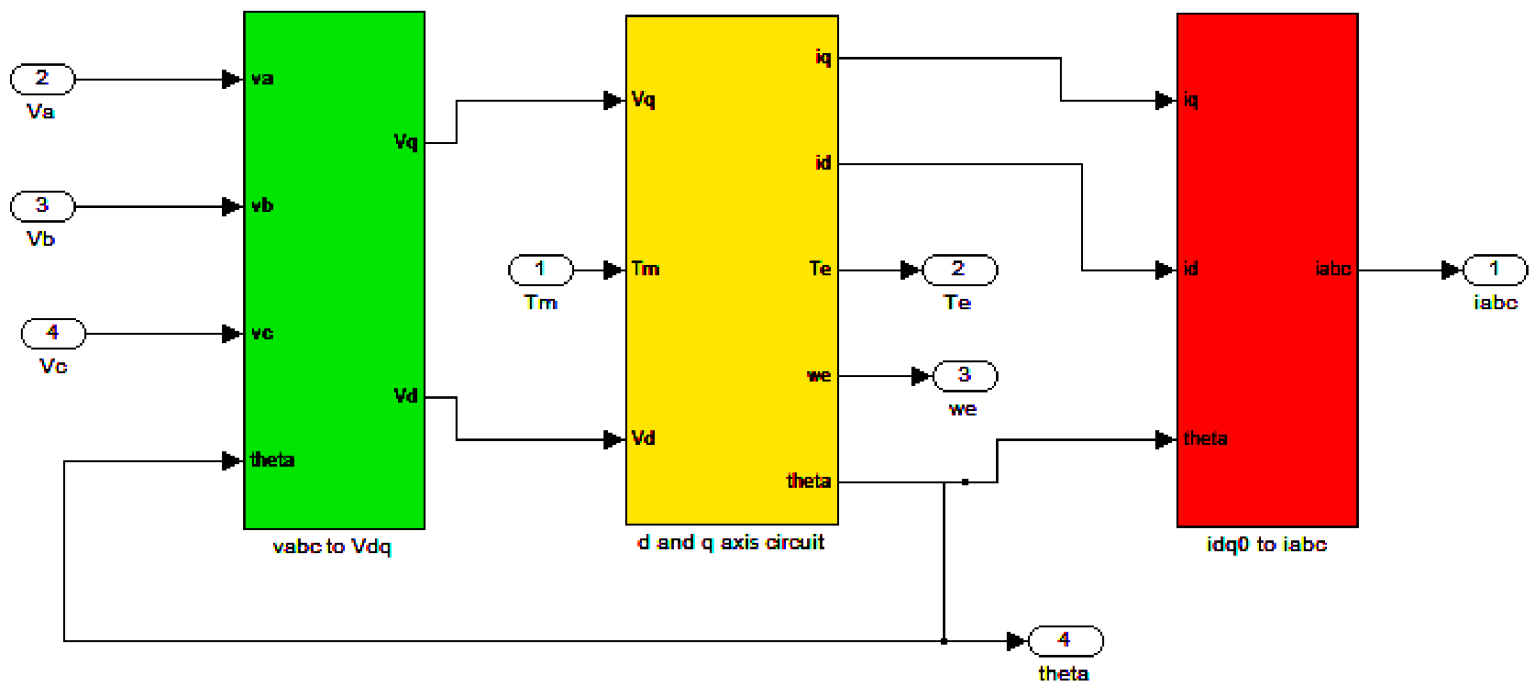 2
Va
3
Vb
4
Vc
va
vb
vc
theta
Vq
Vd
vabc to Vdq
1
Tm
Vq
Tm
Vd
iq
id
Te
we
theta
d and q axis circuit
2
Te
3
we
iq
id
theta
iabc
idq0 to iabc
1
iabc
4
theta